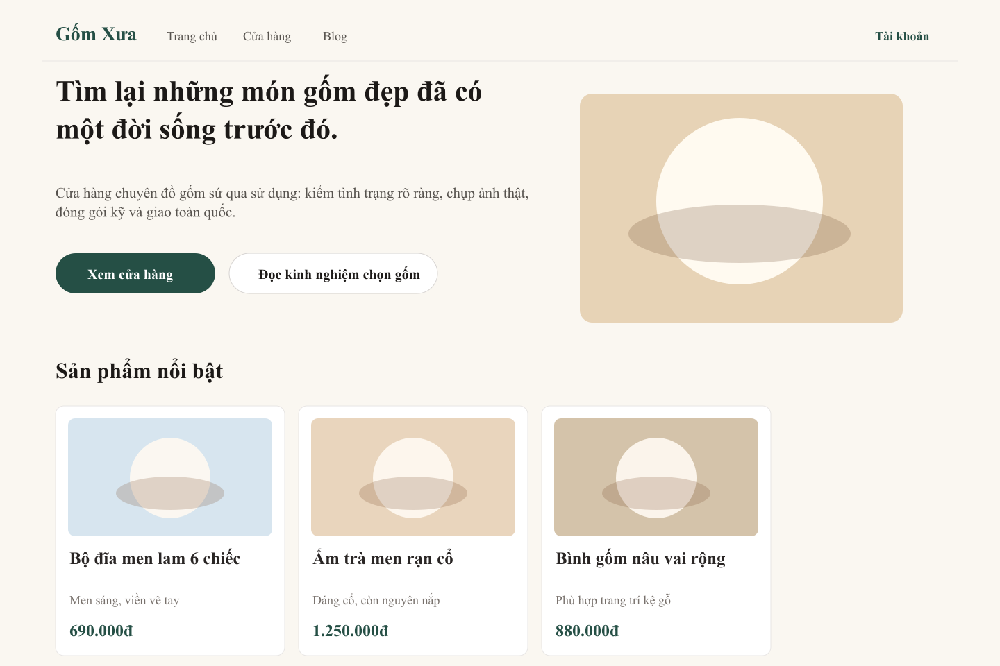 Gốm Xưa Trang chủ Cửa hàng Blog Tài khoản
Tìm lại những món gốm đẹp đã có
một đời sống trước đó.
Cửa hàng chuyên đồ gốm sứ qua sử dụng: kiểm tình trạng rõ ràng, chụp ảnh thật,
đóng gói kỹ và giao toàn quốc.
Xem cửa hàng
Đọc kinh nghiệm chọn gốm
Sản phẩm nổi bật
Bộ đĩa men lam 6 chiếc
Men sáng, viền vẽ tay
690.000đ
Ấm trà men rạn cổ
Dáng cổ, còn nguyên nắp
1.250.000đ
Bình gốm nâu vai rộng
Phù hợp trang trí kệ gỗ
880.000đ